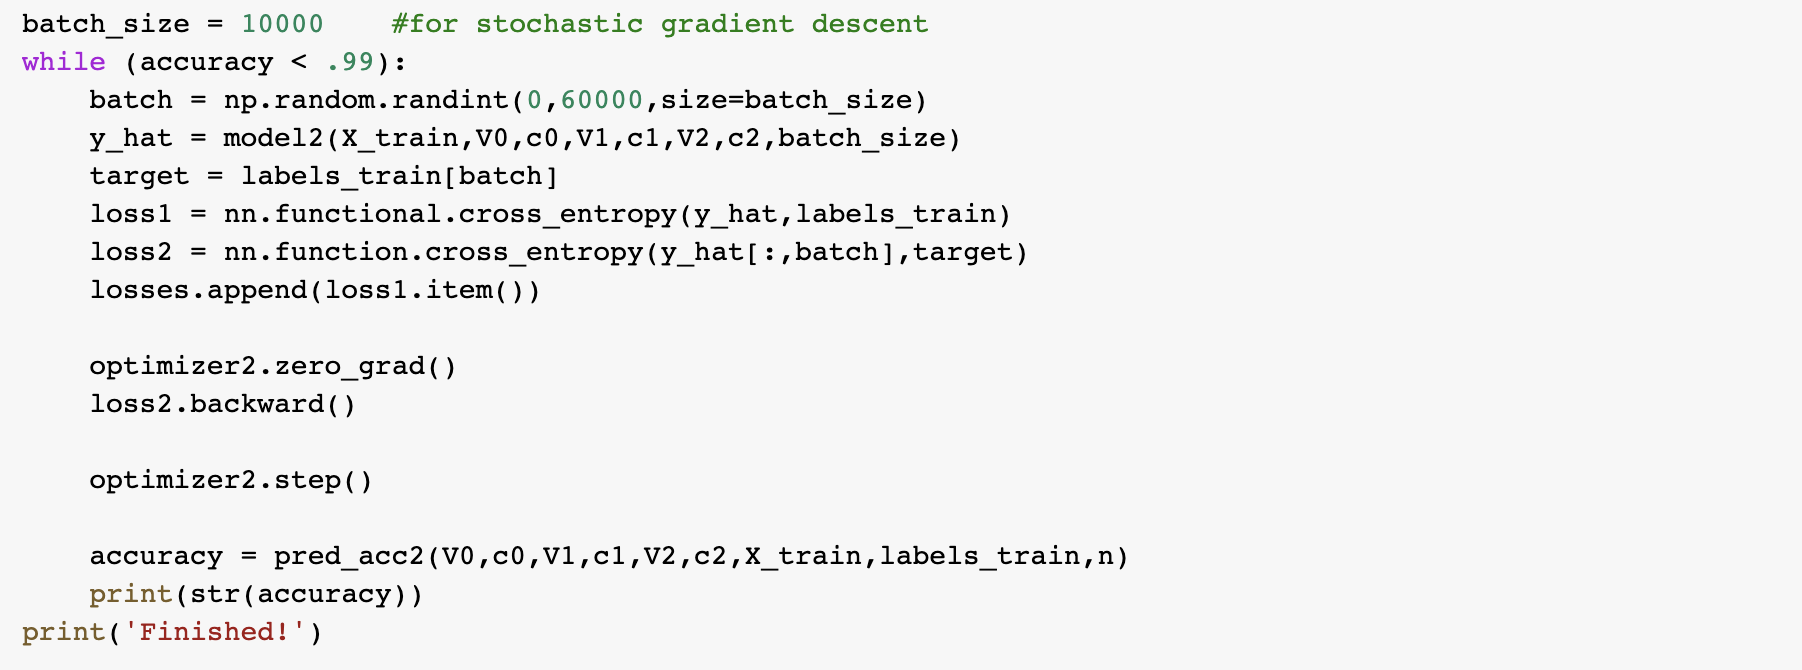 batch_size = 10000    #for stochastic gradient descent
while (accuracy < .99):
    batch = np.random.randint(0,60000,size=batch_size)
    y_hat = model2(X_train,V0,c0,V1,c1,V2,c2,batch_size)
    target = labels_train[batch]
    loss1 = nn.functional.cross_entropy(y_hat,labels_train)
    loss2 = nn.function.cross_entropy(y_hat[:,batch],target)
    losses.append(loss1.item())
    optimizer2.zero_grad()
    loss2.backward()
    optimizer2.step()
    accuracy = pred_acc2(V0,c0,V1,c1,V2,c2,X_train,labels_train,n)
    print(str(accuracy))
print('Finished!')